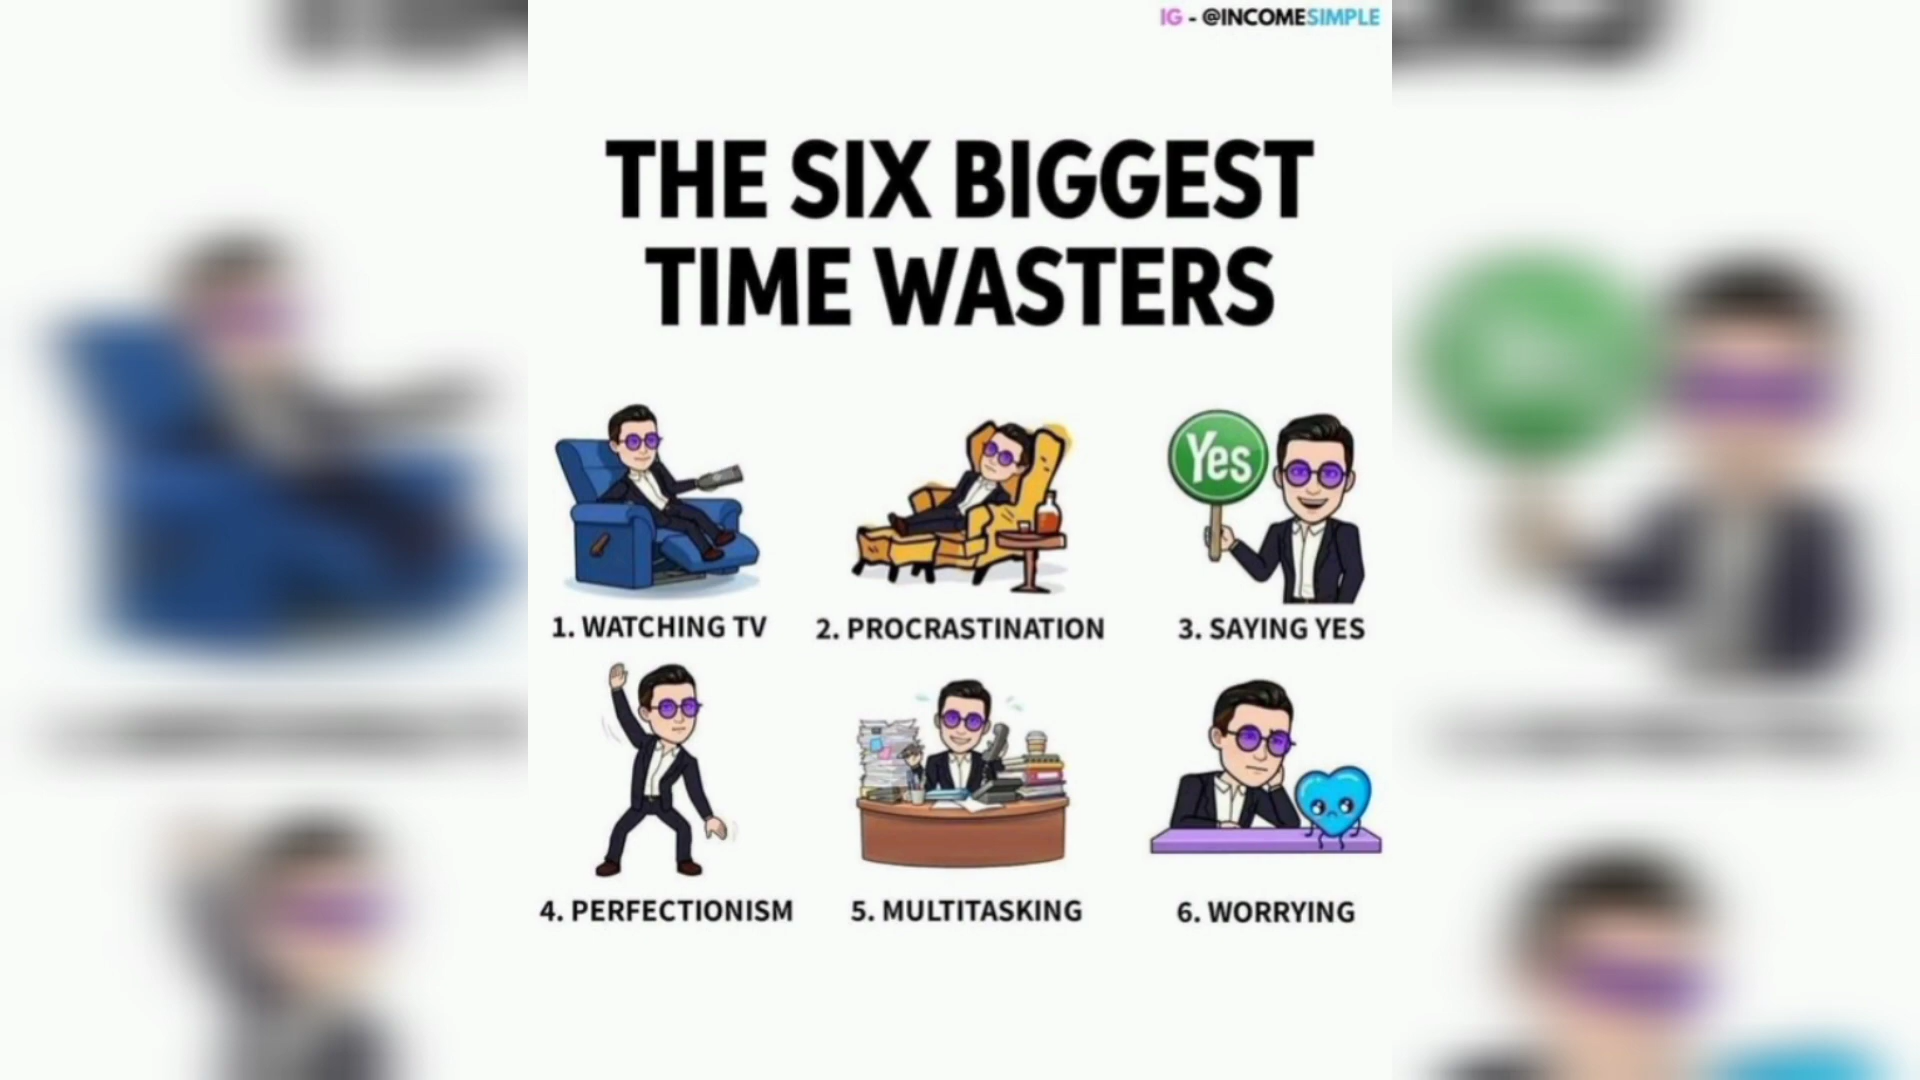 IG - @INCOMESIMPLE
THE SIX BIGGEST
TIME WASTERS
Yes
1. WATCHING TV
2. PROCRASTINATION
3. SAYING YES
4. PERFECTIONISM
5. MULTITASKING
6. WORRYING